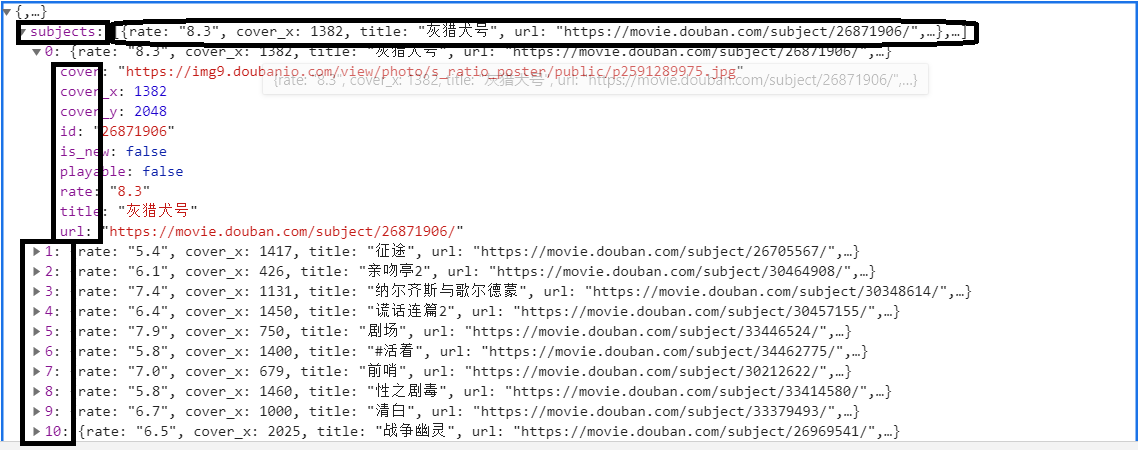 {,…}
subjects: [{rate: "8.3", cover_x: 1382, title: "灰猎犬号", url: "https://movie.douban.com/subject/26871906/",…},…]
0: {rate: "8.3", cover_x: 1382, title: "灰猎犬号", url: "https://movie.douban.com/subject/26871906/",…}
cover: "https://img9.doubanio.com/view/photo/s_ratio_poster/public/p2591289975.jpg"
{rate: "8.3", cover_x: 1382, title: "灰猎犬号", url: "https://movie.douban.com/subject/26871906/",…}
cover_x: 1382
cover_y: 2048
id: "26871906"
is_new: false
playable: false
rate: "8.3"
title: "灰猎犬号"
url: "https://movie.douban.com/subject/26871906/"
1: {rate: "5.4", cover_x: 1417, title: "征途", url: "https://movie.douban.com/subject/26705567/",…}
2: {rate: "6.1", cover_x: 426, title: "亲吻亭2", url: "https://movie.douban.com/subject/30464908/",…}
3: {rate: "7.4", cover_x: 1131, title: "纳尔齐斯与歌尔德蒙", url: "https://movie.douban.com/subject/30348614/",…}
4: {rate: "6.4", cover_x: 1450, title: "谎话连篇2", url: "https://movie.douban.com/subject/30457155/",…}
5: {rate: "7.9", cover_x: 750, title: "剧场", url: "https://movie.douban.com/subject/33446524/",…}
6: {rate: "5.8", cover_x: 1400, title: "#活着", url: "https://movie.douban.com/subject/34462775/",…}
7: {rate: "7.0", cover_x: 679, title: "前哨", url: "https://movie.douban.com/subject/30212622/",…}
8: {rate: "5.8", cover_x: 1460, title: "性之剧毒", url: "https://movie.douban.com/subject/33414580/",…}
9: {rate: "6.7", cover_x: 1000, title: "清白", url: "https://movie.douban.com/subject/33379493/",…}
10: {rate: "6.5", cover_x: 2025, title: "战争幽灵", url: "https://movie.douban.com/subject/26969541/",…}